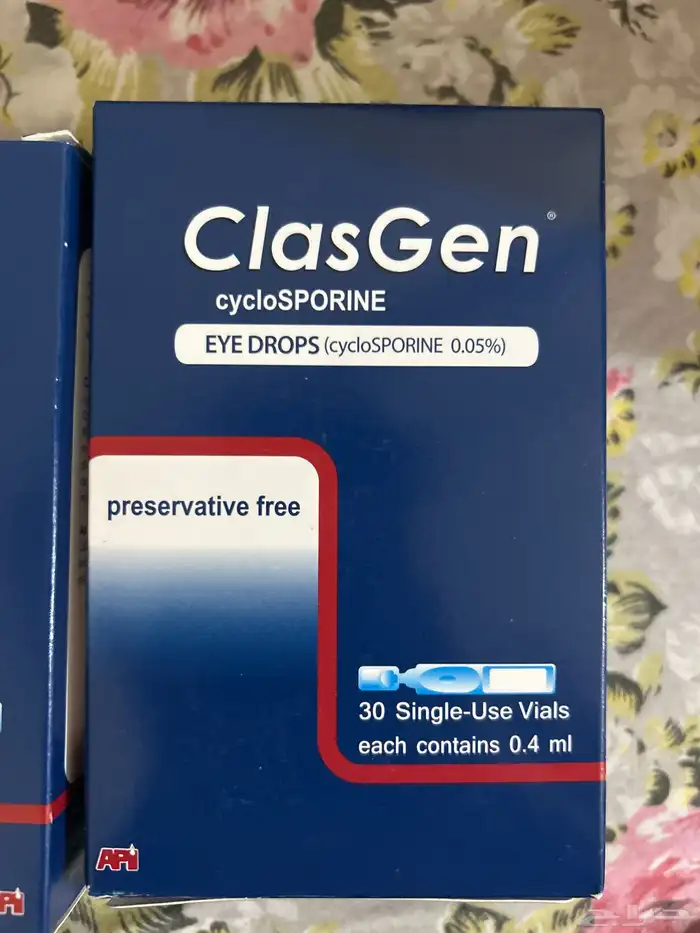 ClasGen®
cycloSPORINE
EYE DROPS (cycloSPORINE 0.05%)
preservative free
30 Single-Use Vials
each contains 0.4 ml
API
حراج